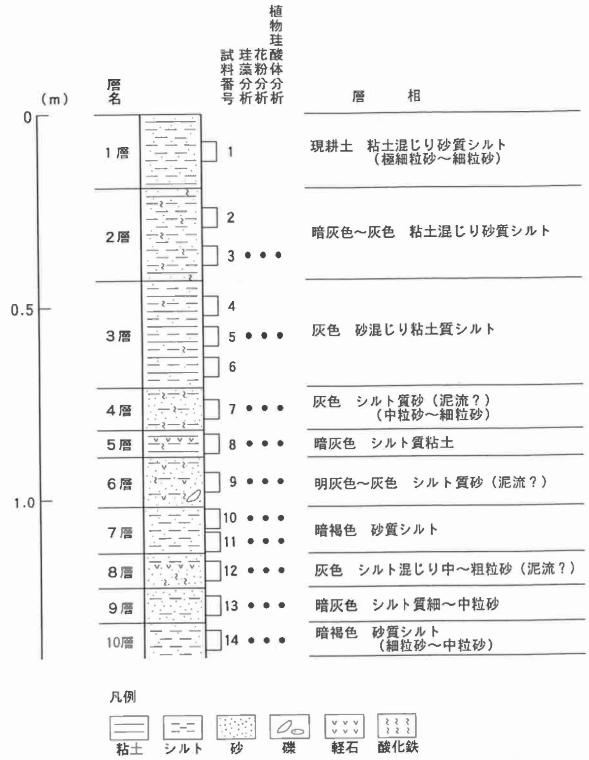 植物珪酸体分析
花粉分析
珪藻分析
試料番号
層名
(m)
層 相
0
1層
1
現耕土 粘土混じり砂質シルト
(極細粒砂～細粒砂)
2層
2
3
暗灰色～灰色 粘土混じり砂質シルト
0.5
3層
4
5
6
灰色 砂混じり粘土質シルト
4層
7
灰色 シルト質砂(泥流?)
(中粒砂～細粒砂)
5層
8
暗灰色 シルト質粘土
6層
9
明灰色～灰色 シルト質砂(泥流?)
1.0
7層
10
11
暗褐色 砂質シルト
8層
12
灰色 シルト混じり中～粗粒砂(泥流?)
9層
13
暗灰色 シルト質細～中粒砂
10層
14
暗褐色 砂質シルト
(細粒砂～中粒砂)
凡例
粘土 シルト 砂 礫 軽石 酸化鉄